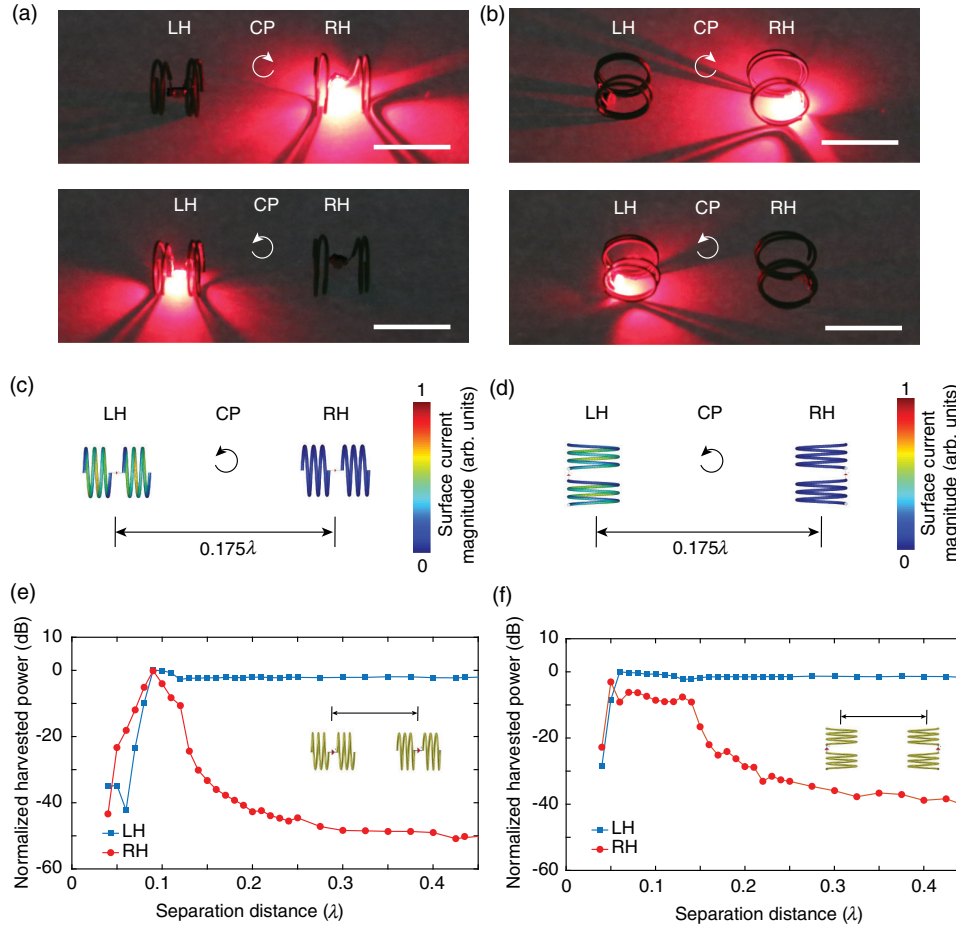 (a)
LH CP RH
LH CP RH
(b)
LH CP RH
LH CP RH
(c)
LH CP RH
0.175λ
1
0
Surface current
magnitude (arb. units)
(d)
LH CP RH
0.175λ
1
0
Surface current
magnitude (arb. units)
(e)
Normalized harvested power (dB)
10
0
-20
-40
-60
LH
RH
0 0.1 0.2 0.3 0.4
Separation distance (λ)
(f)
Normalized harvested power (dB)
10
0
-20
-40
-60
LH
RH
0 0.1 0.2 0.3 0.4
Separation distance (λ)